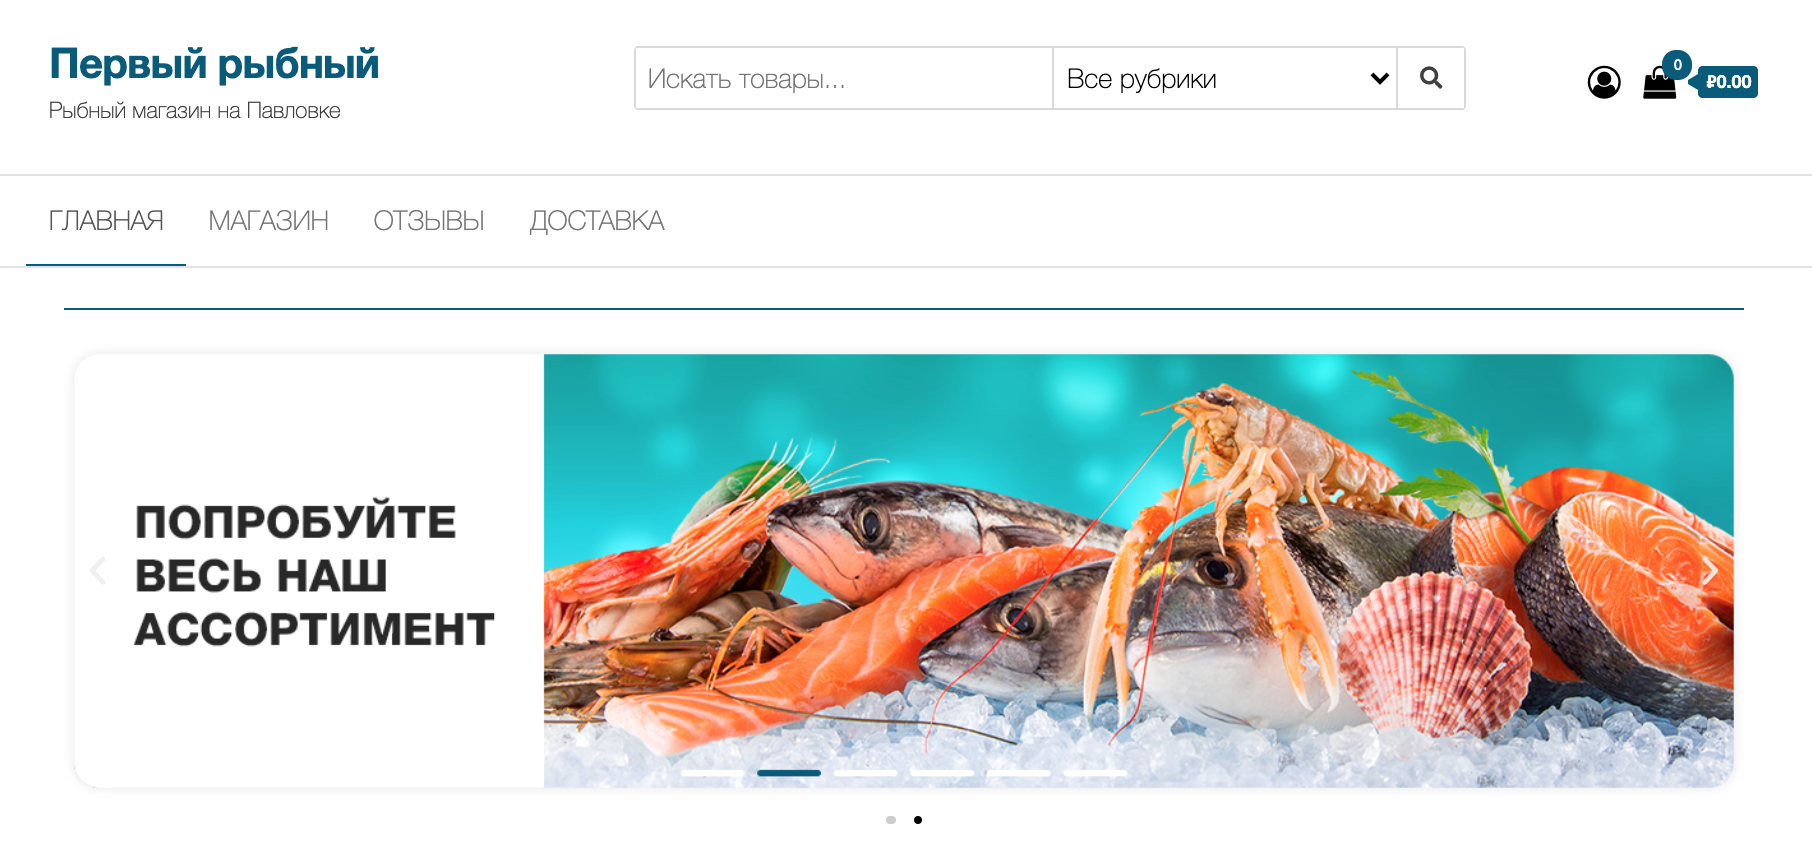 Первый рыбный
Рыбный магазин на Павловке
Искать товары...
Все рубрики
0
₽0.00
ГЛАВНАЯ МАГАЗИН ОТЗЫВЫ ДОСТАВКА
ПОПРОБУЙТЕ
ВЕСЬ НАШ
АССОРТИМЕНТ